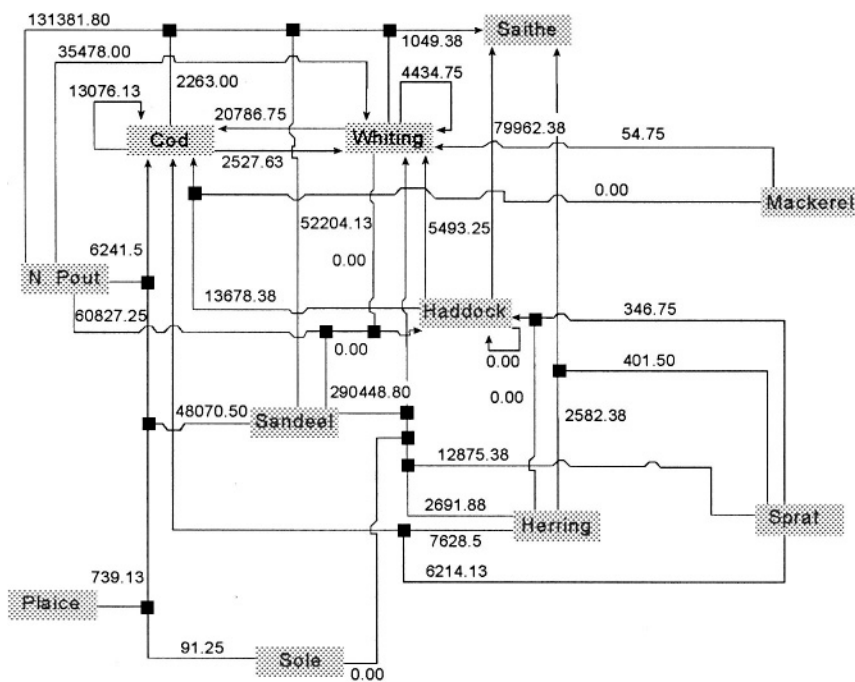 131381.80
Saithe
1049.38
35478.00
4434.75
2263.00
13076.13
20786.75
Cod
Whiting
79962.38
54.75
2527.63
0.00
Mackerel
52204.13
5493.25
6241.5
0.00
N Pout
13678.38
Haddock
346.75
60827.25
0.00
0.00
401.50
290448.80
0.00
48070.50
Sandeel
2582.38
12875.38
2691.88
Herring
Sprat
7628.5
6214.13
739.13
Plaice
91.25
Sole
0.00